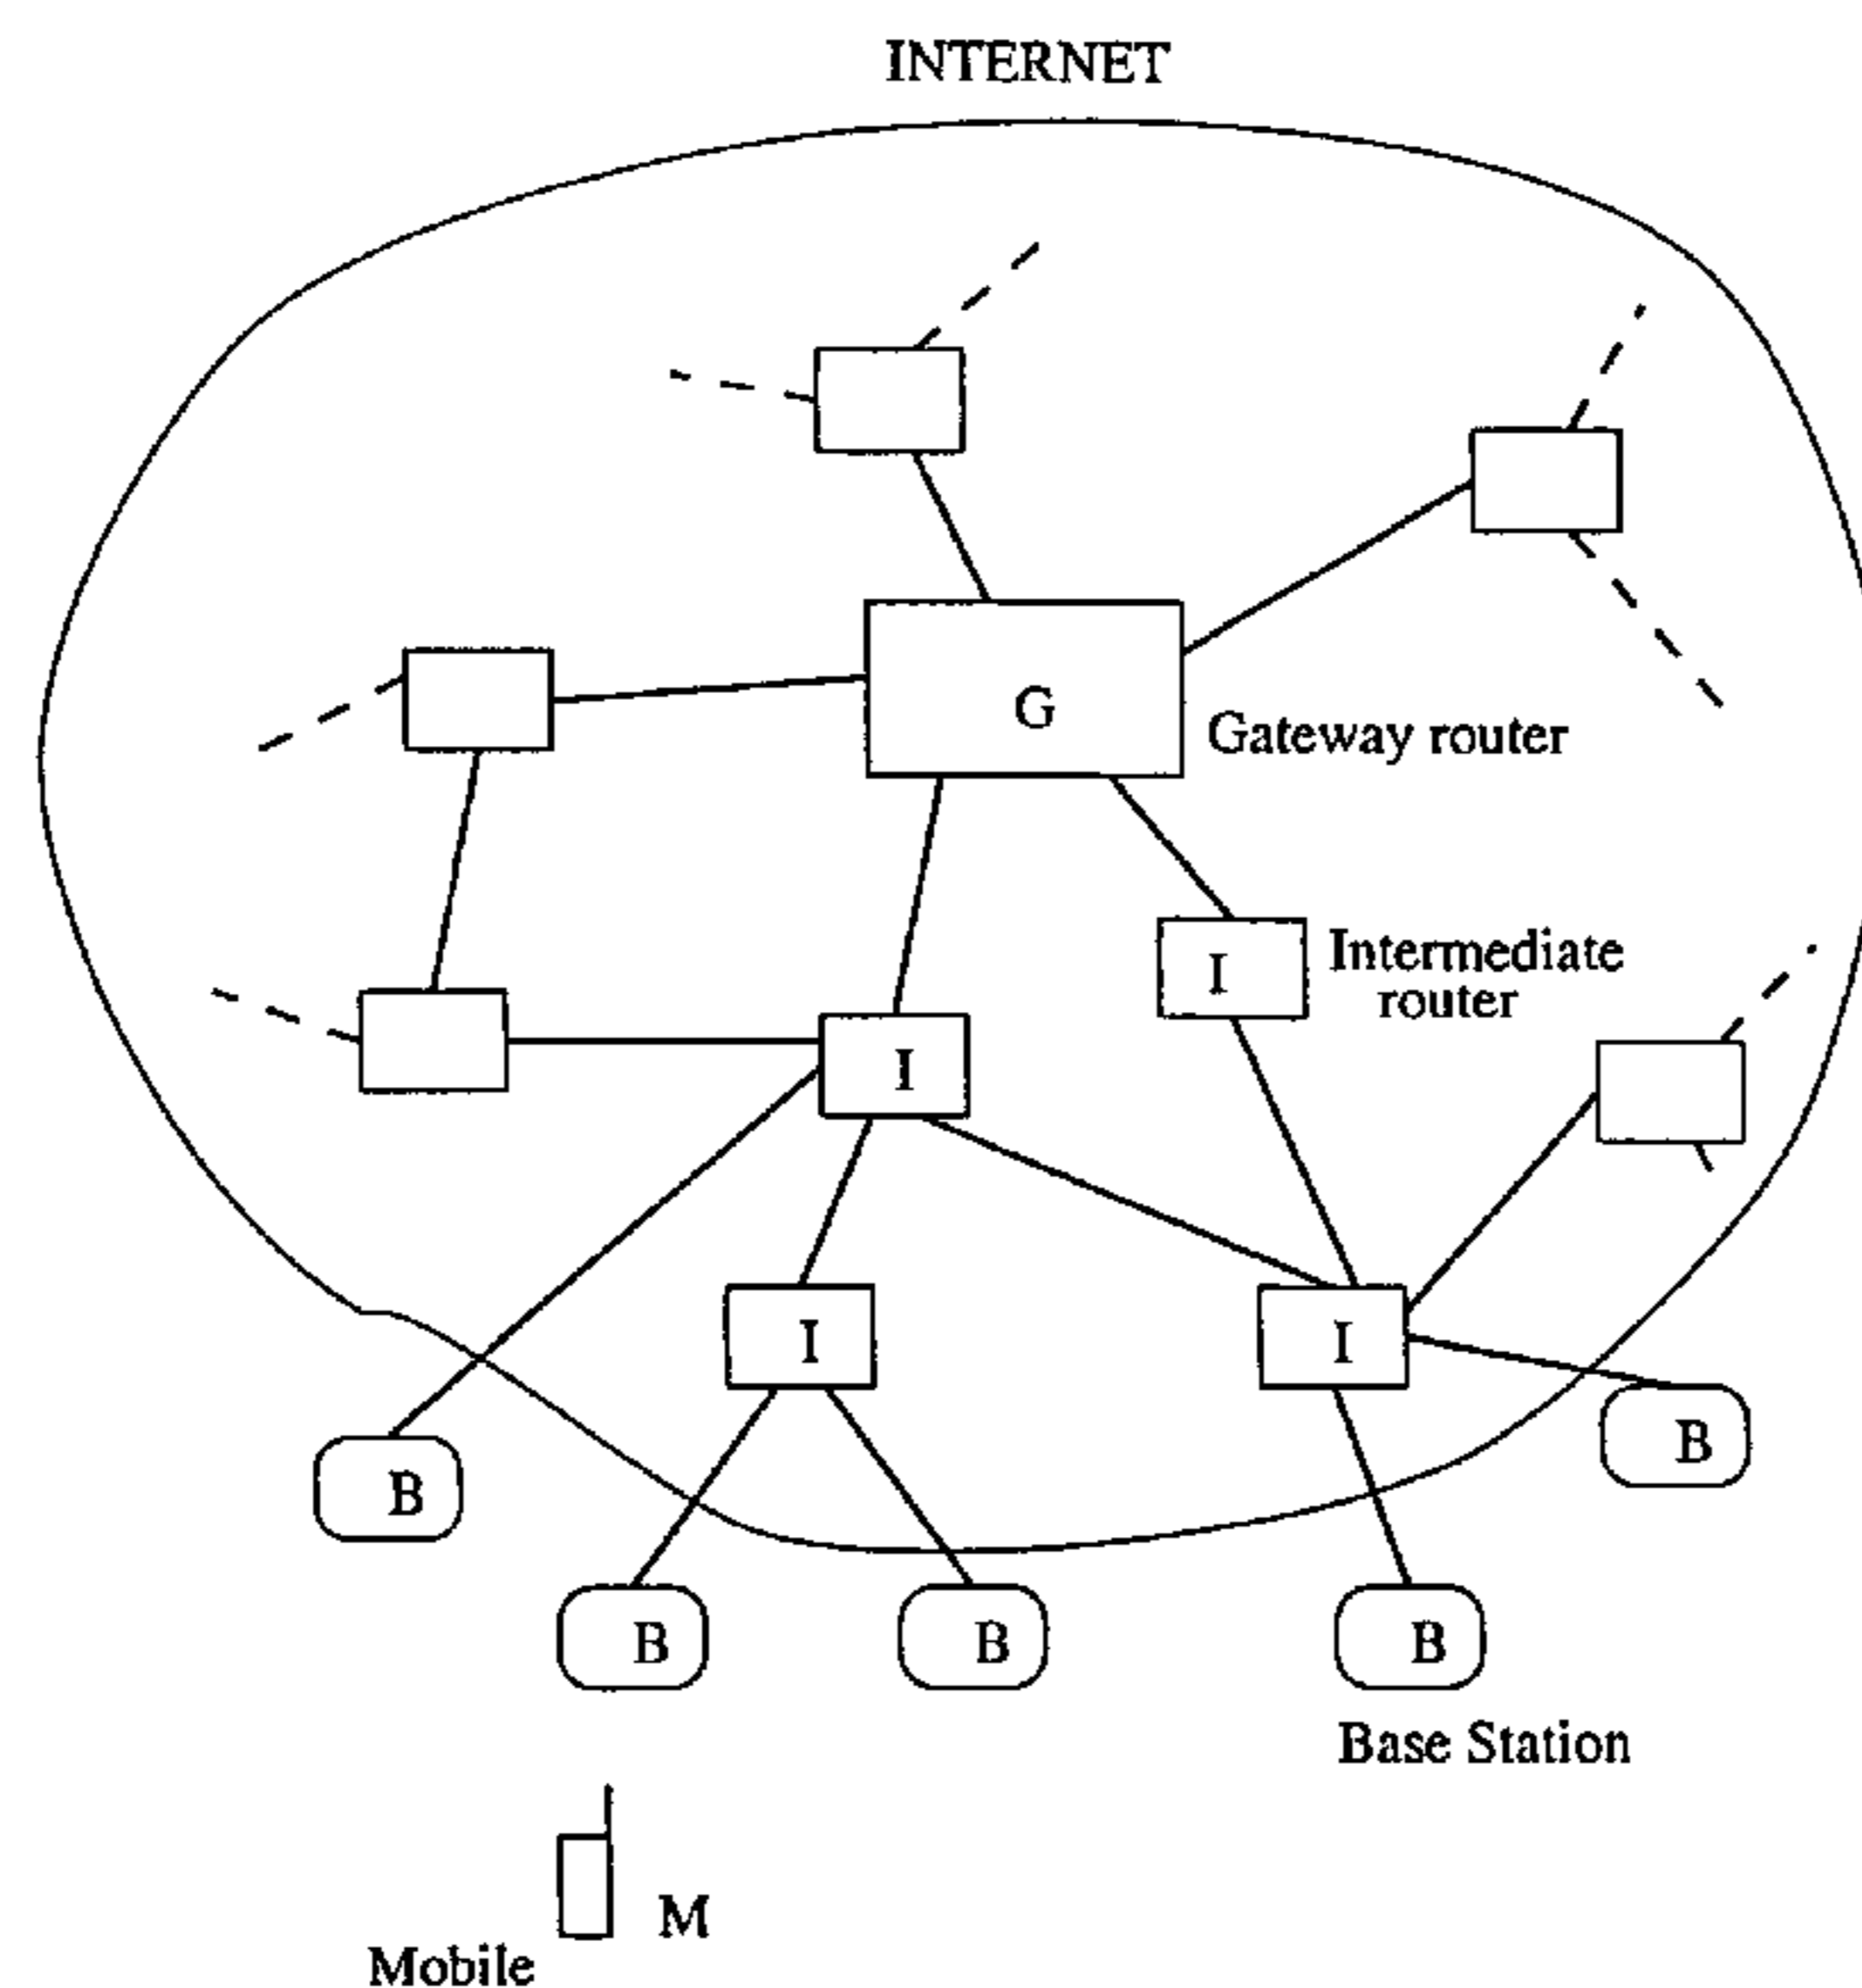 INTERNET
G
Gateway router
I
Intermediate
router
I
I
I
B
B
B
B
B
Base Station
M
Mobile